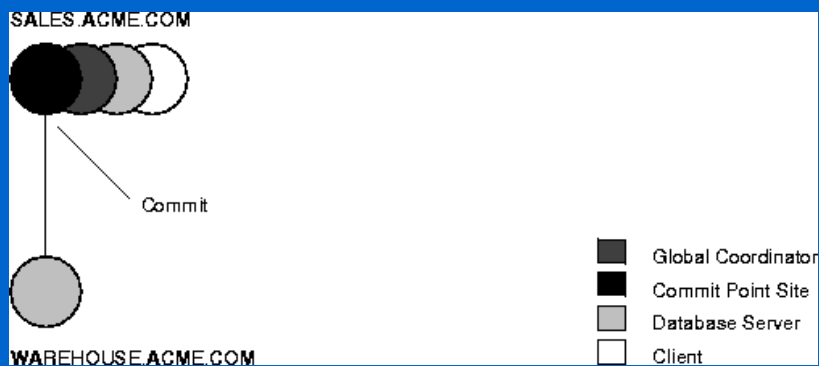 SALES.ACME.COM
Commit
Global Coordinator
Commit Point Site
Database Server
Client
WAREHOUSE.ACME.COM